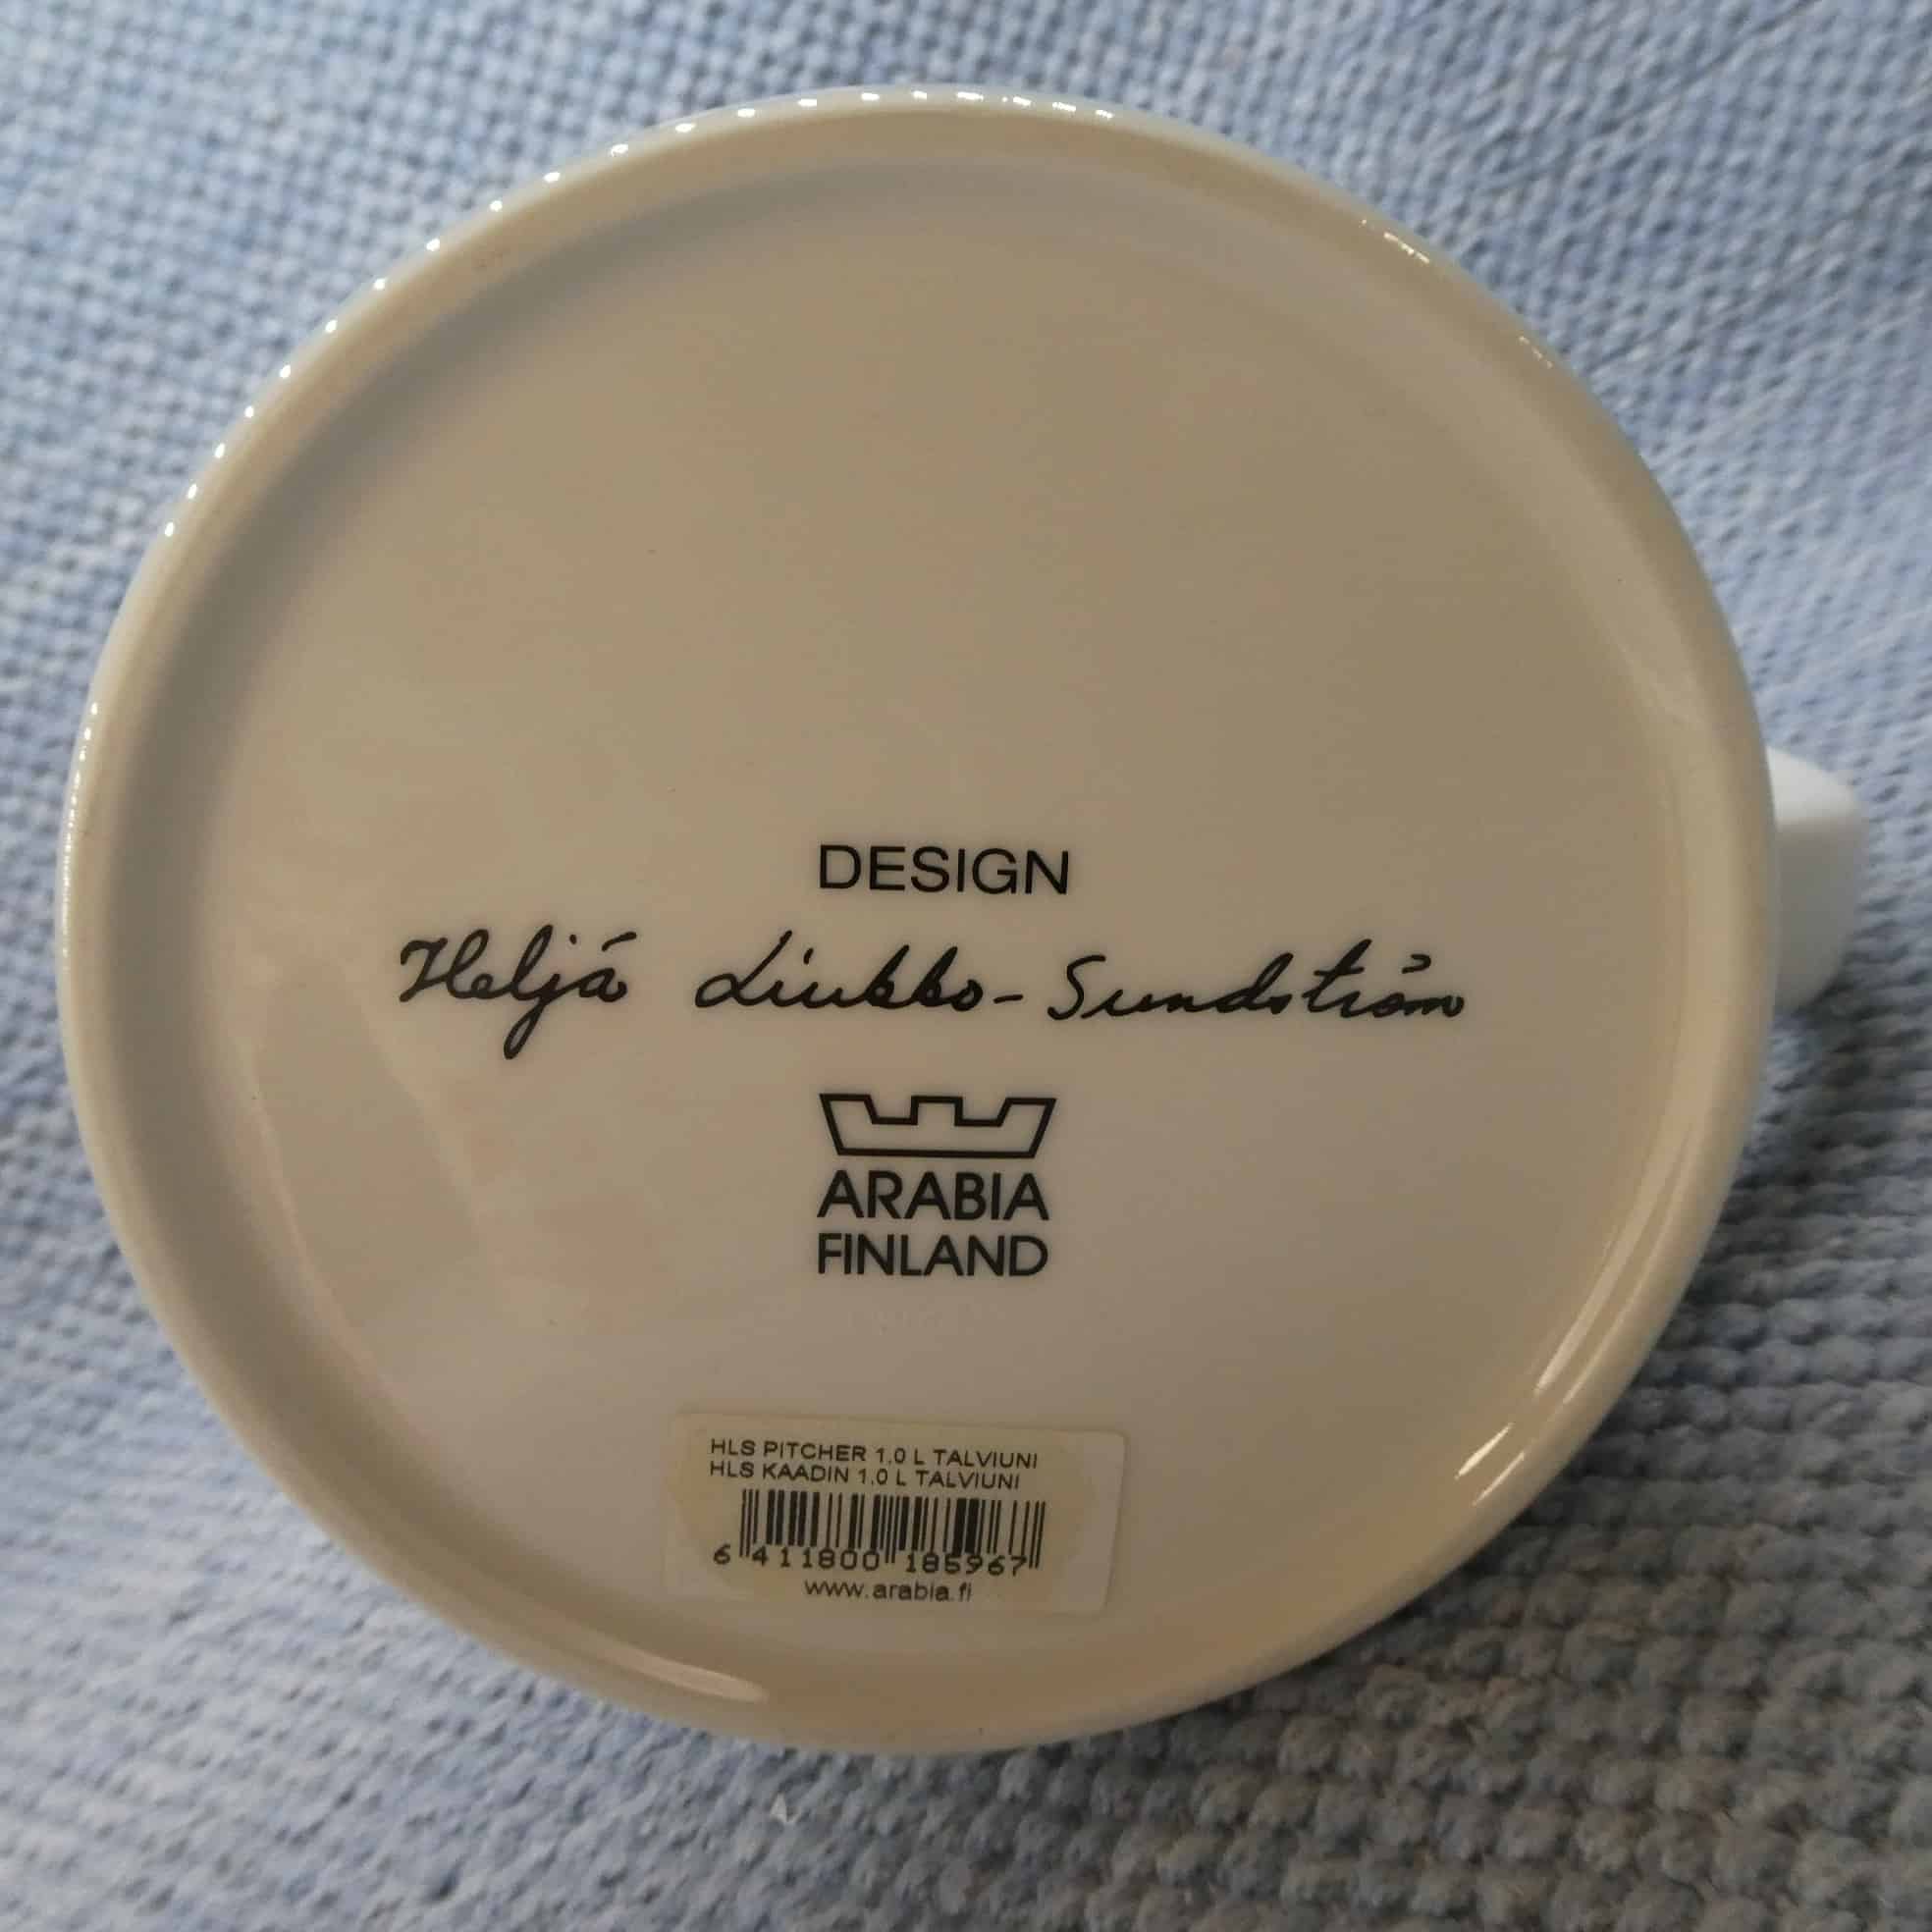 DESIGN
Heljä Liukko-Sundström
ARABIA
FINLAND
HLS PITCHER 1.0 L TALVIUNI
HLS KAADIN 1.0 L TALVIUNI
6 411800 185967
www.arabia.fi